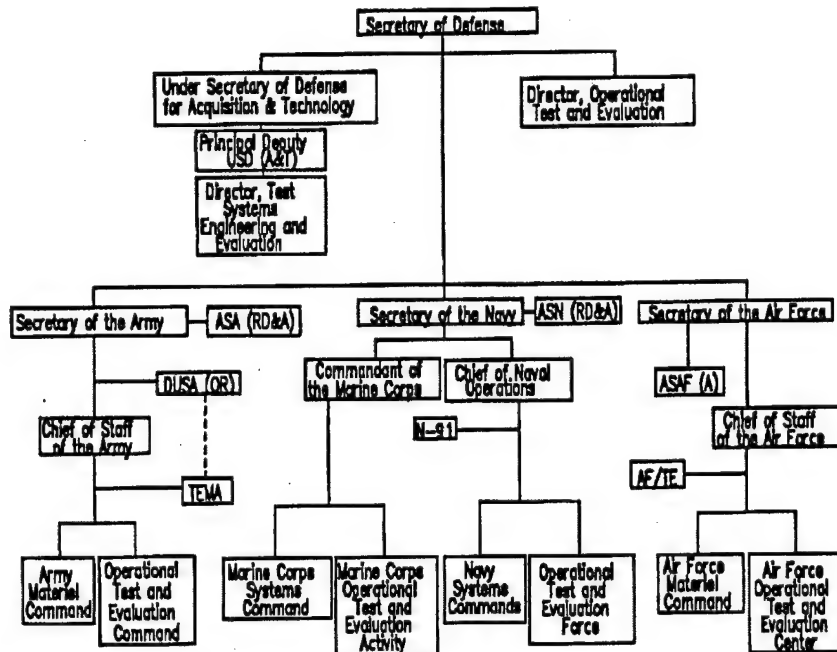 Secretary of Defense
Under Secretary of Defense
for Acquisition & Technology
Director, Operational
Test and Evaluation
Principal Deputy
USD (A&T)
Director, Test
Systems
Engineering and
Evaluation
Secretary of the Army
ASA (RD&A)
Secretary of the Navy
ASN (RD&A)
Secretary of the Air Force
DUSA (OR)
Commandant of
the Marine Corps
Chief of Naval
Operations
ASAF (A)
Chief of Staff
of the Army
N-91
Chief of Staff
of the Air Force
TEMA
AF/TE
Army
Materiel
Command
Operational
Test and
Evaluation
Command
Marine Corps
Systems
Command
Marine Corps
Operational
Test and
Evaluation
Activity
Navy
Systems
Commands
Operational
Test and
Evaluation
Force
Air Force
Materiel
Command
Air Force
Operational
Test and
Evaluation
Center